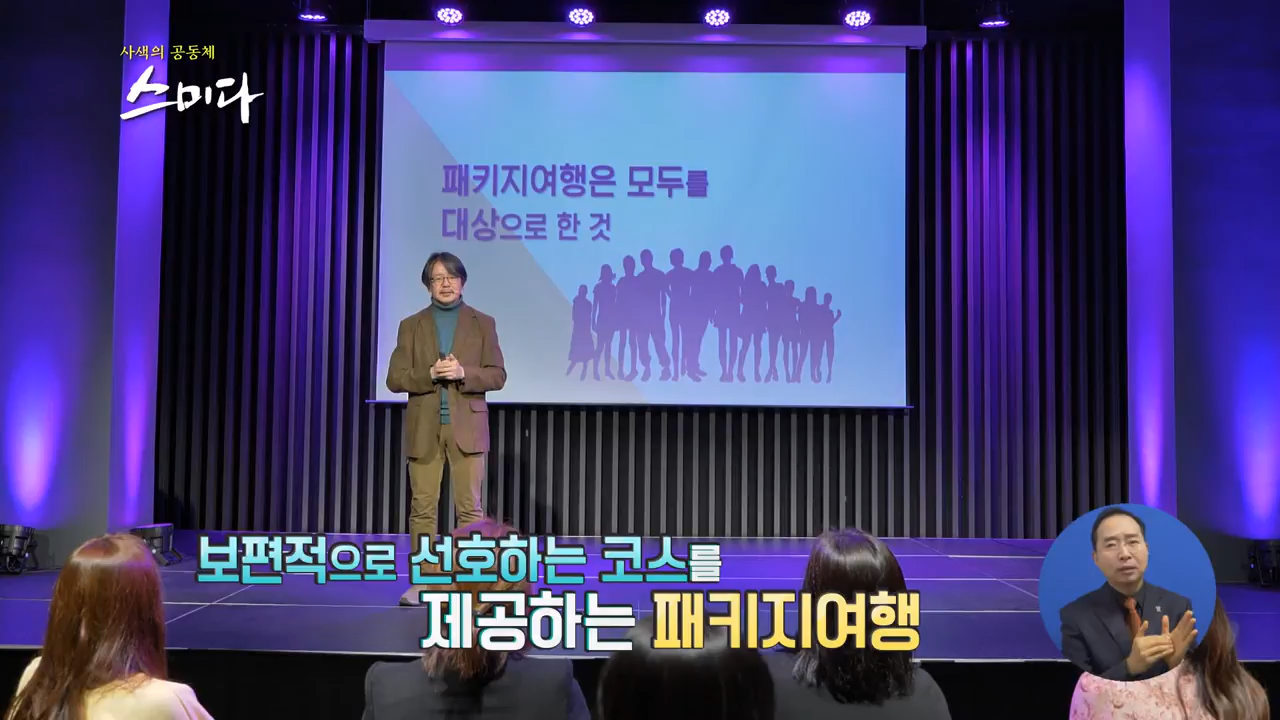 사색의 공동체
스미다
패키지여행은 모두를
대상으로 한 것
보편적으로 선호하는 코스를
제공하는 패키지여행